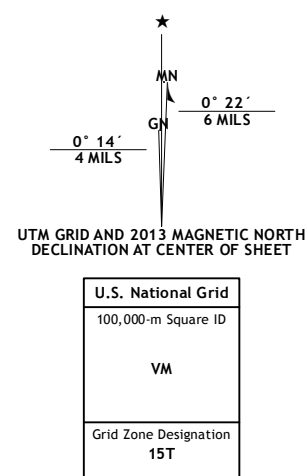 ★
MN
0° 22´
6 MILS
GN
0° 14´
4 MILS
UTM GRID AND 2013 MAGNETIC NORTH
DECLINATION AT CENTER OF SHEET
U.S. National Grid
100,000-m Square ID
VM
Grid Zone Designation
15T